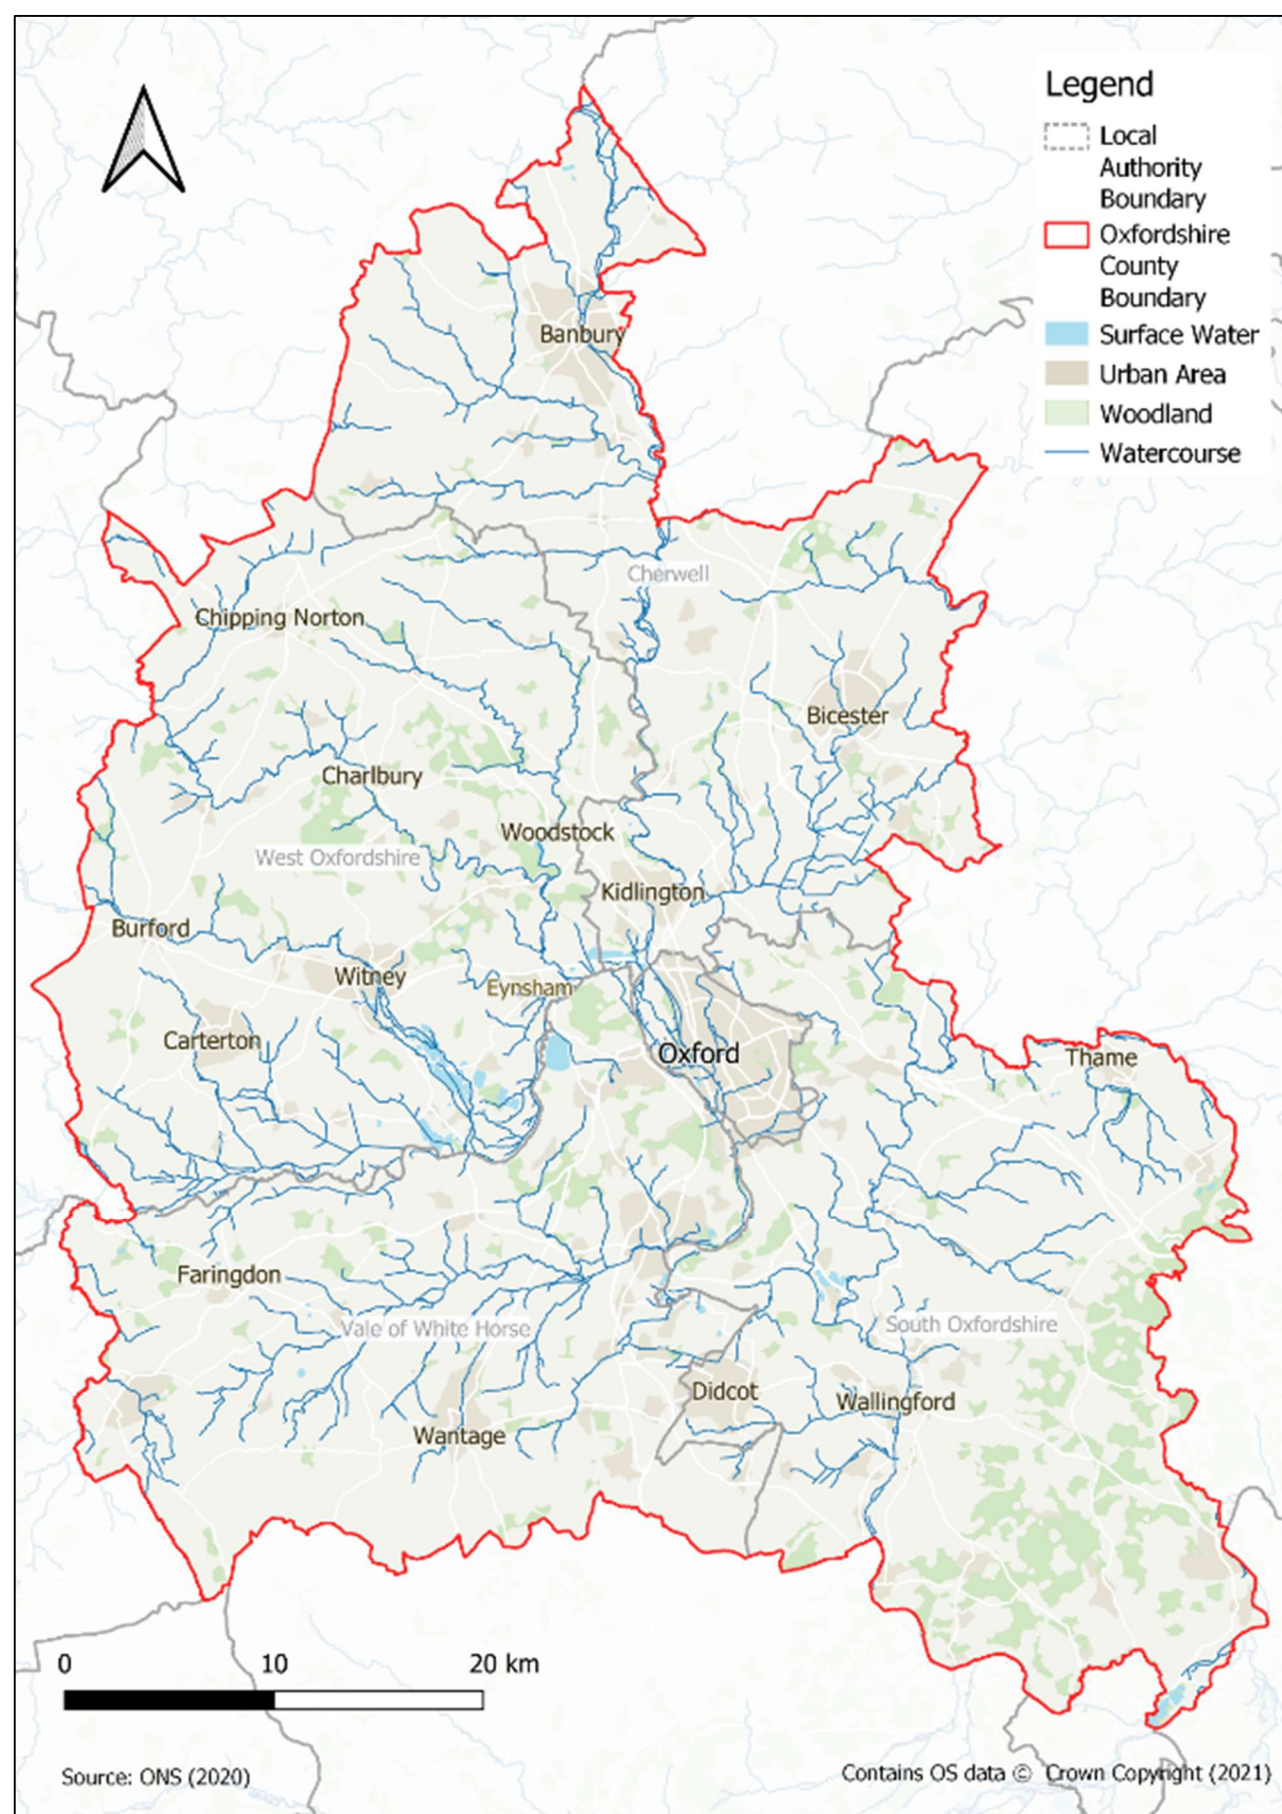 Legend
Local
Authority
Boundary
Oxfordshire
County
Boundary
Surface Water
Urban Area
Woodland
Watercourse
Banbury
Cherwell
Chipping Norton
Bicester
Charlbury
Woodstock
West Oxfordshire
Kidlington
Burford
Witney
Eynsham
Carterton
Oxford
Thame
Faringdon
Vale of White Horse
South Oxfordshire
Didcot
Wallingford
Wantage
0 10 20 km
Source: ONS (2020)
Contains OS data © Crown Copyright (2021)